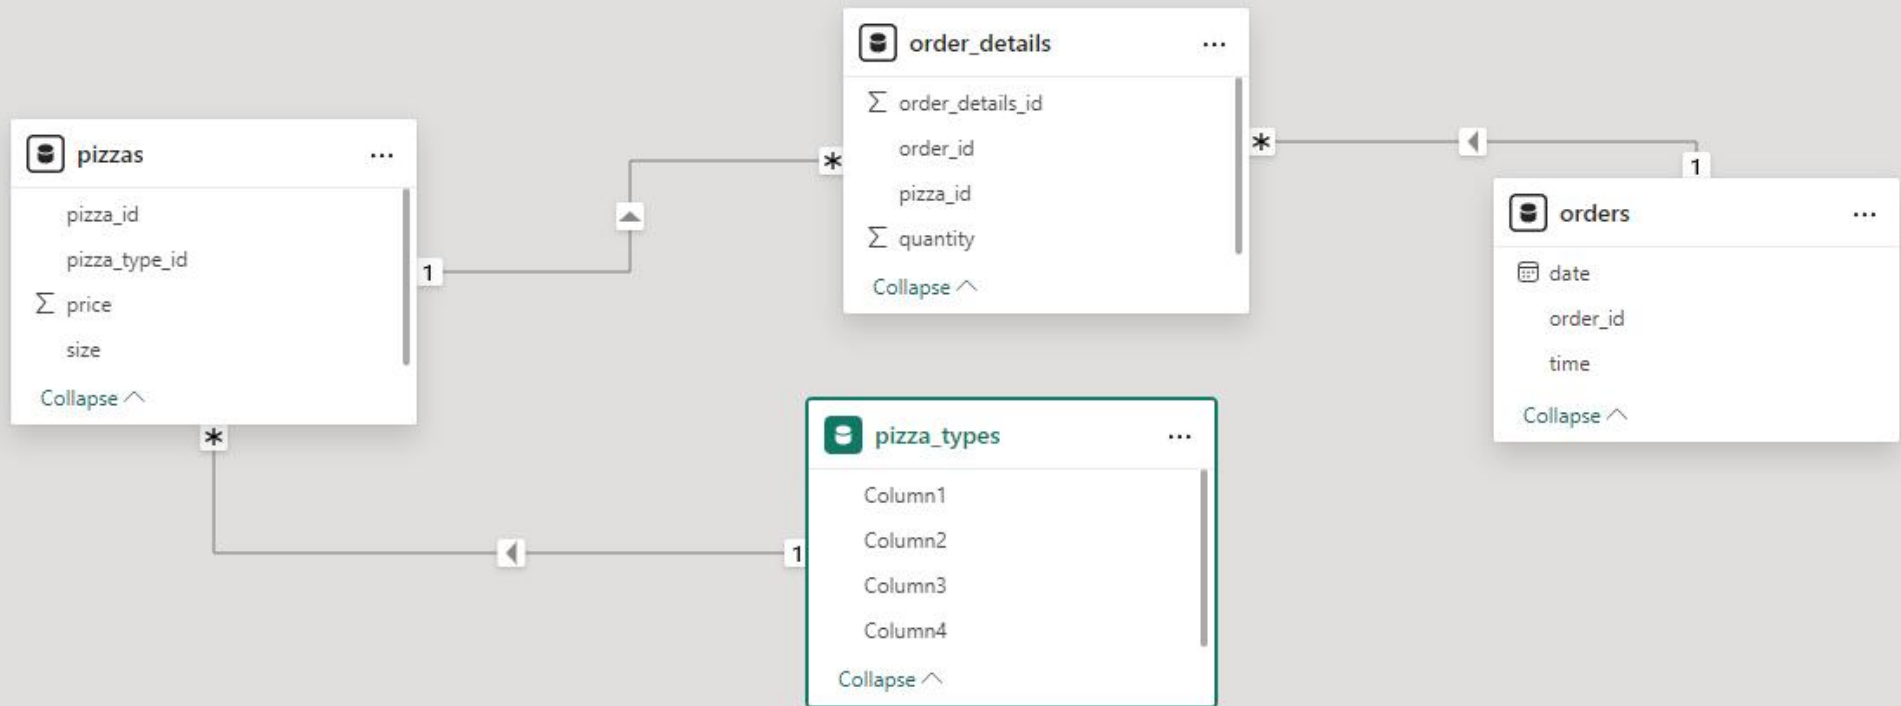 order_details
...
Σ order_details_id
order_id
pizza_id
Σ quantity
Collapse
pizzas
...
pizza_id
pizza_type_id
Σ price
size
Collapse
1
*
*
1
orders
...
date
order_id
time
Collapse
*
1
pizza_types
...
Column1
Column2
Column3
Column4
Collapse